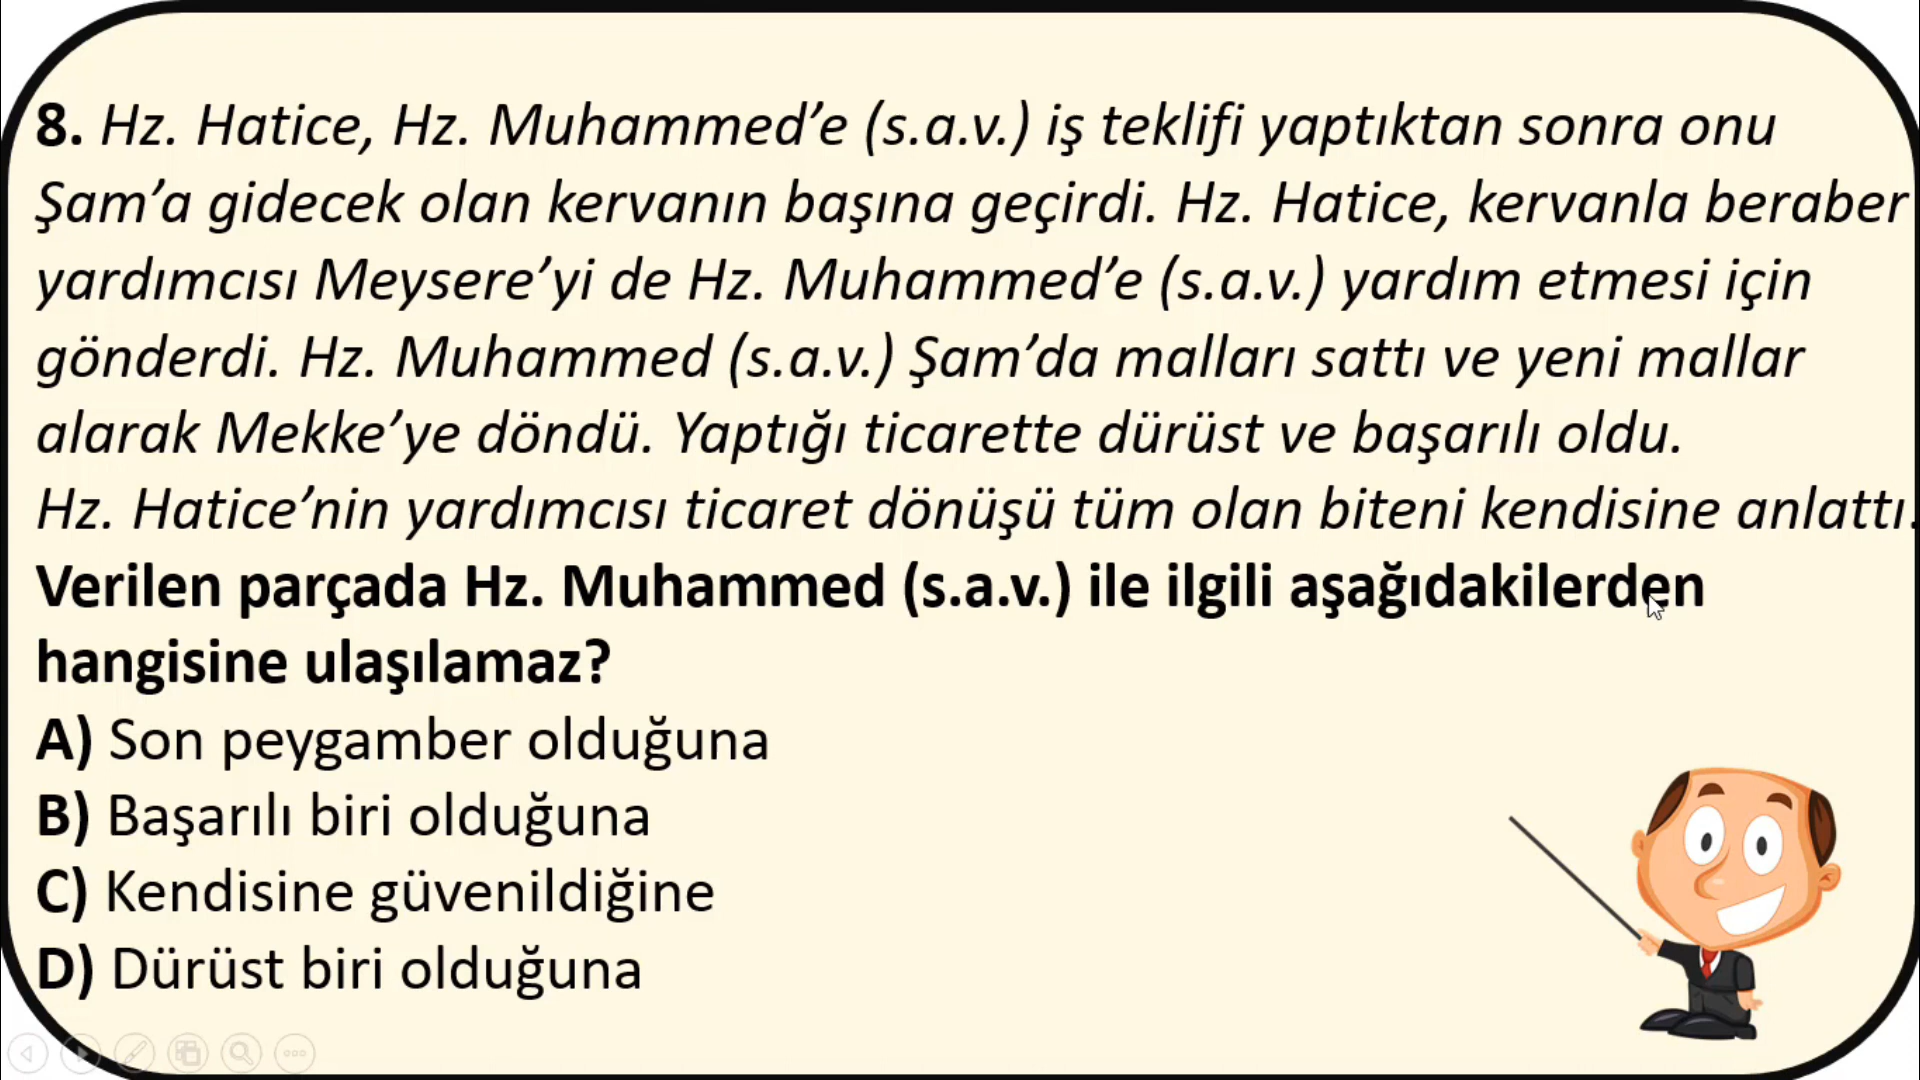 8. Hz. Hatice, Hz. Muhammed’e (s.a.v.) iş teklifi yaptıktan sonra onu
Şam’a gidecek olan kervanın başına geçirdi. Hz. Hatice, kervanla beraber
yardımcısı Meysere’yi de Hz. Muhammed’e (s.a.v.) yardım etmesi için
gönderdi. Hz. Muhammed (s.a.v.) Şam’da malları sattı ve yeni mallar
alarak Mekke’ye döndü. Yaptığı ticarette dürüst ve başarılı oldu.
Hz. Hatice’nin yardımcısı ticaret dönüşü tüm olan biteni kendisine anlattı.
Verilen parçada Hz. Muhammed (s.a.v.) ile ilgili aşağıdakilerden
hangisine ulaşılamaz?
A) Son peygamber olduğuna
B) Başarılı biri olduğuna
C) Kendisine güvenildiğine
D) Dürüst biri olduğuna